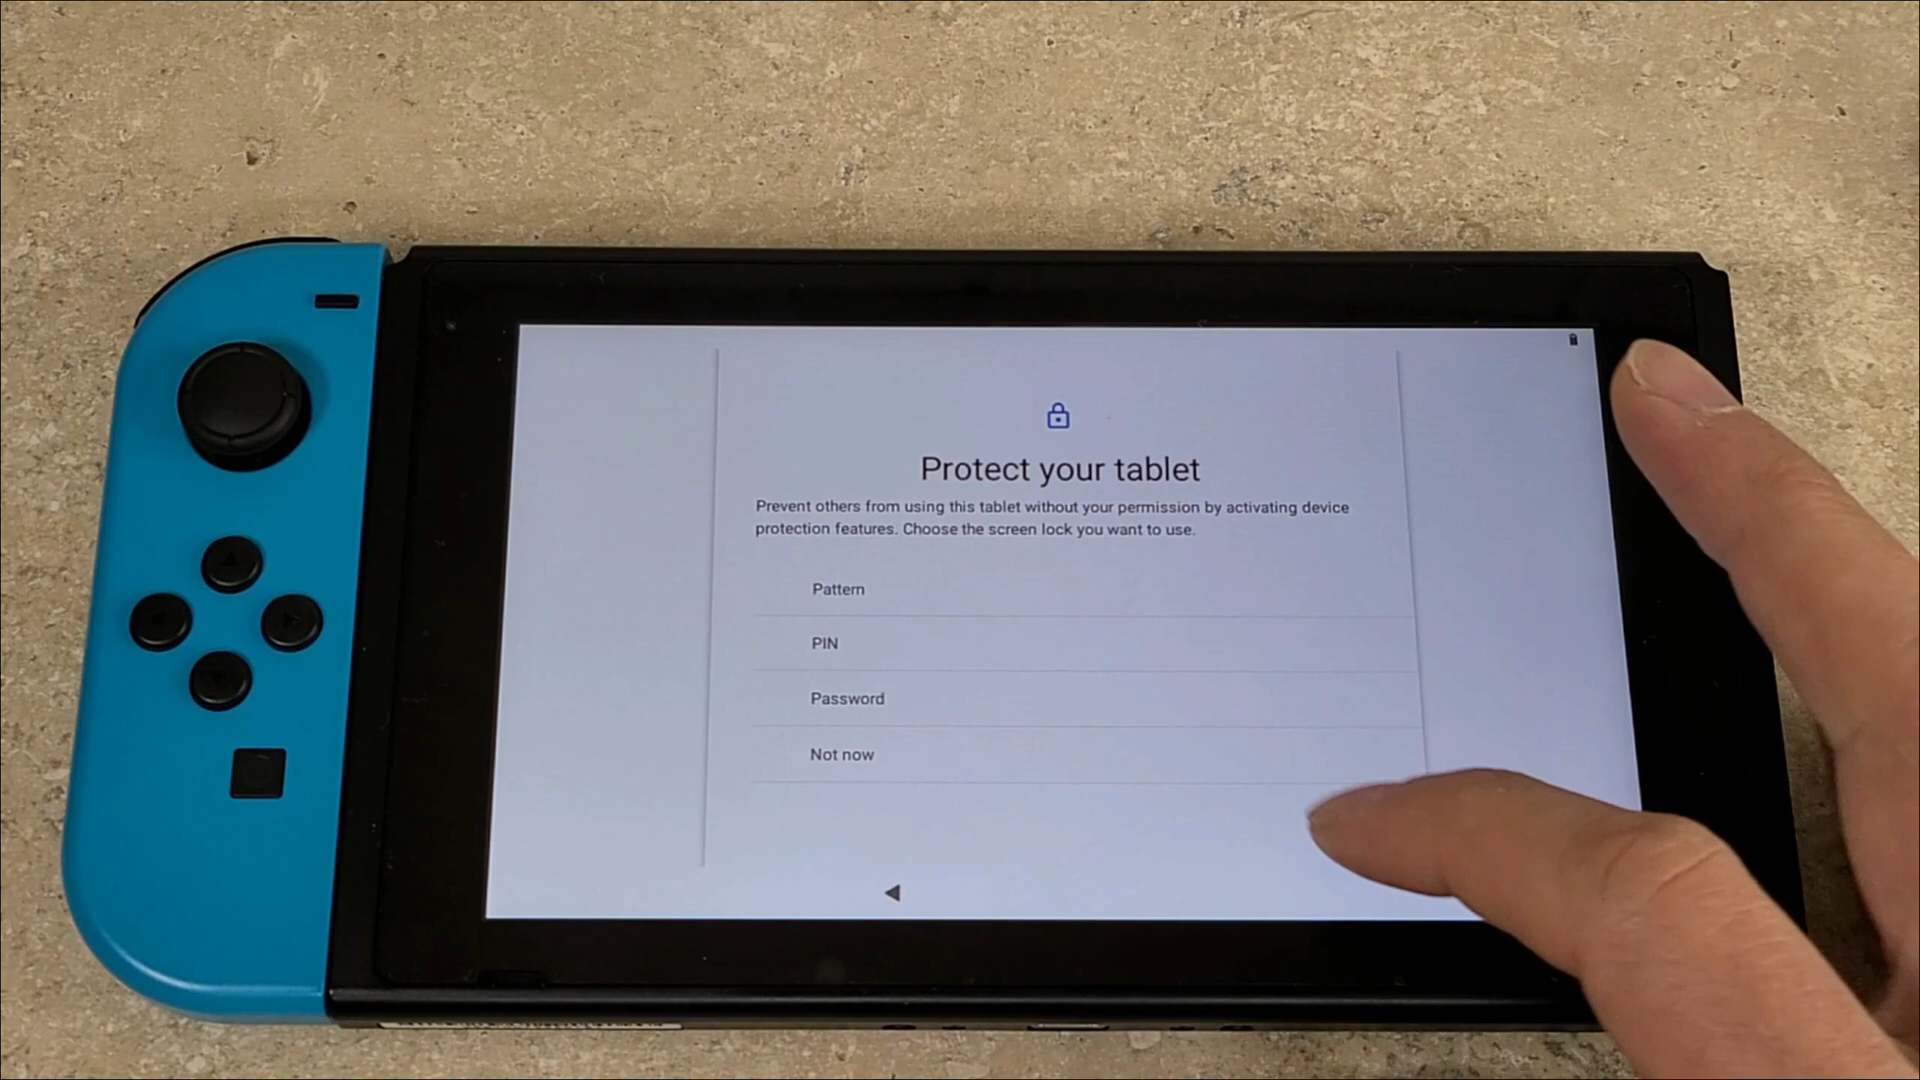 Protect your tablet
Prevent others from using this tablet without your permission by activating device
protection features. Choose the screen lock you want to use.
Pattern
PIN
Password
Not now